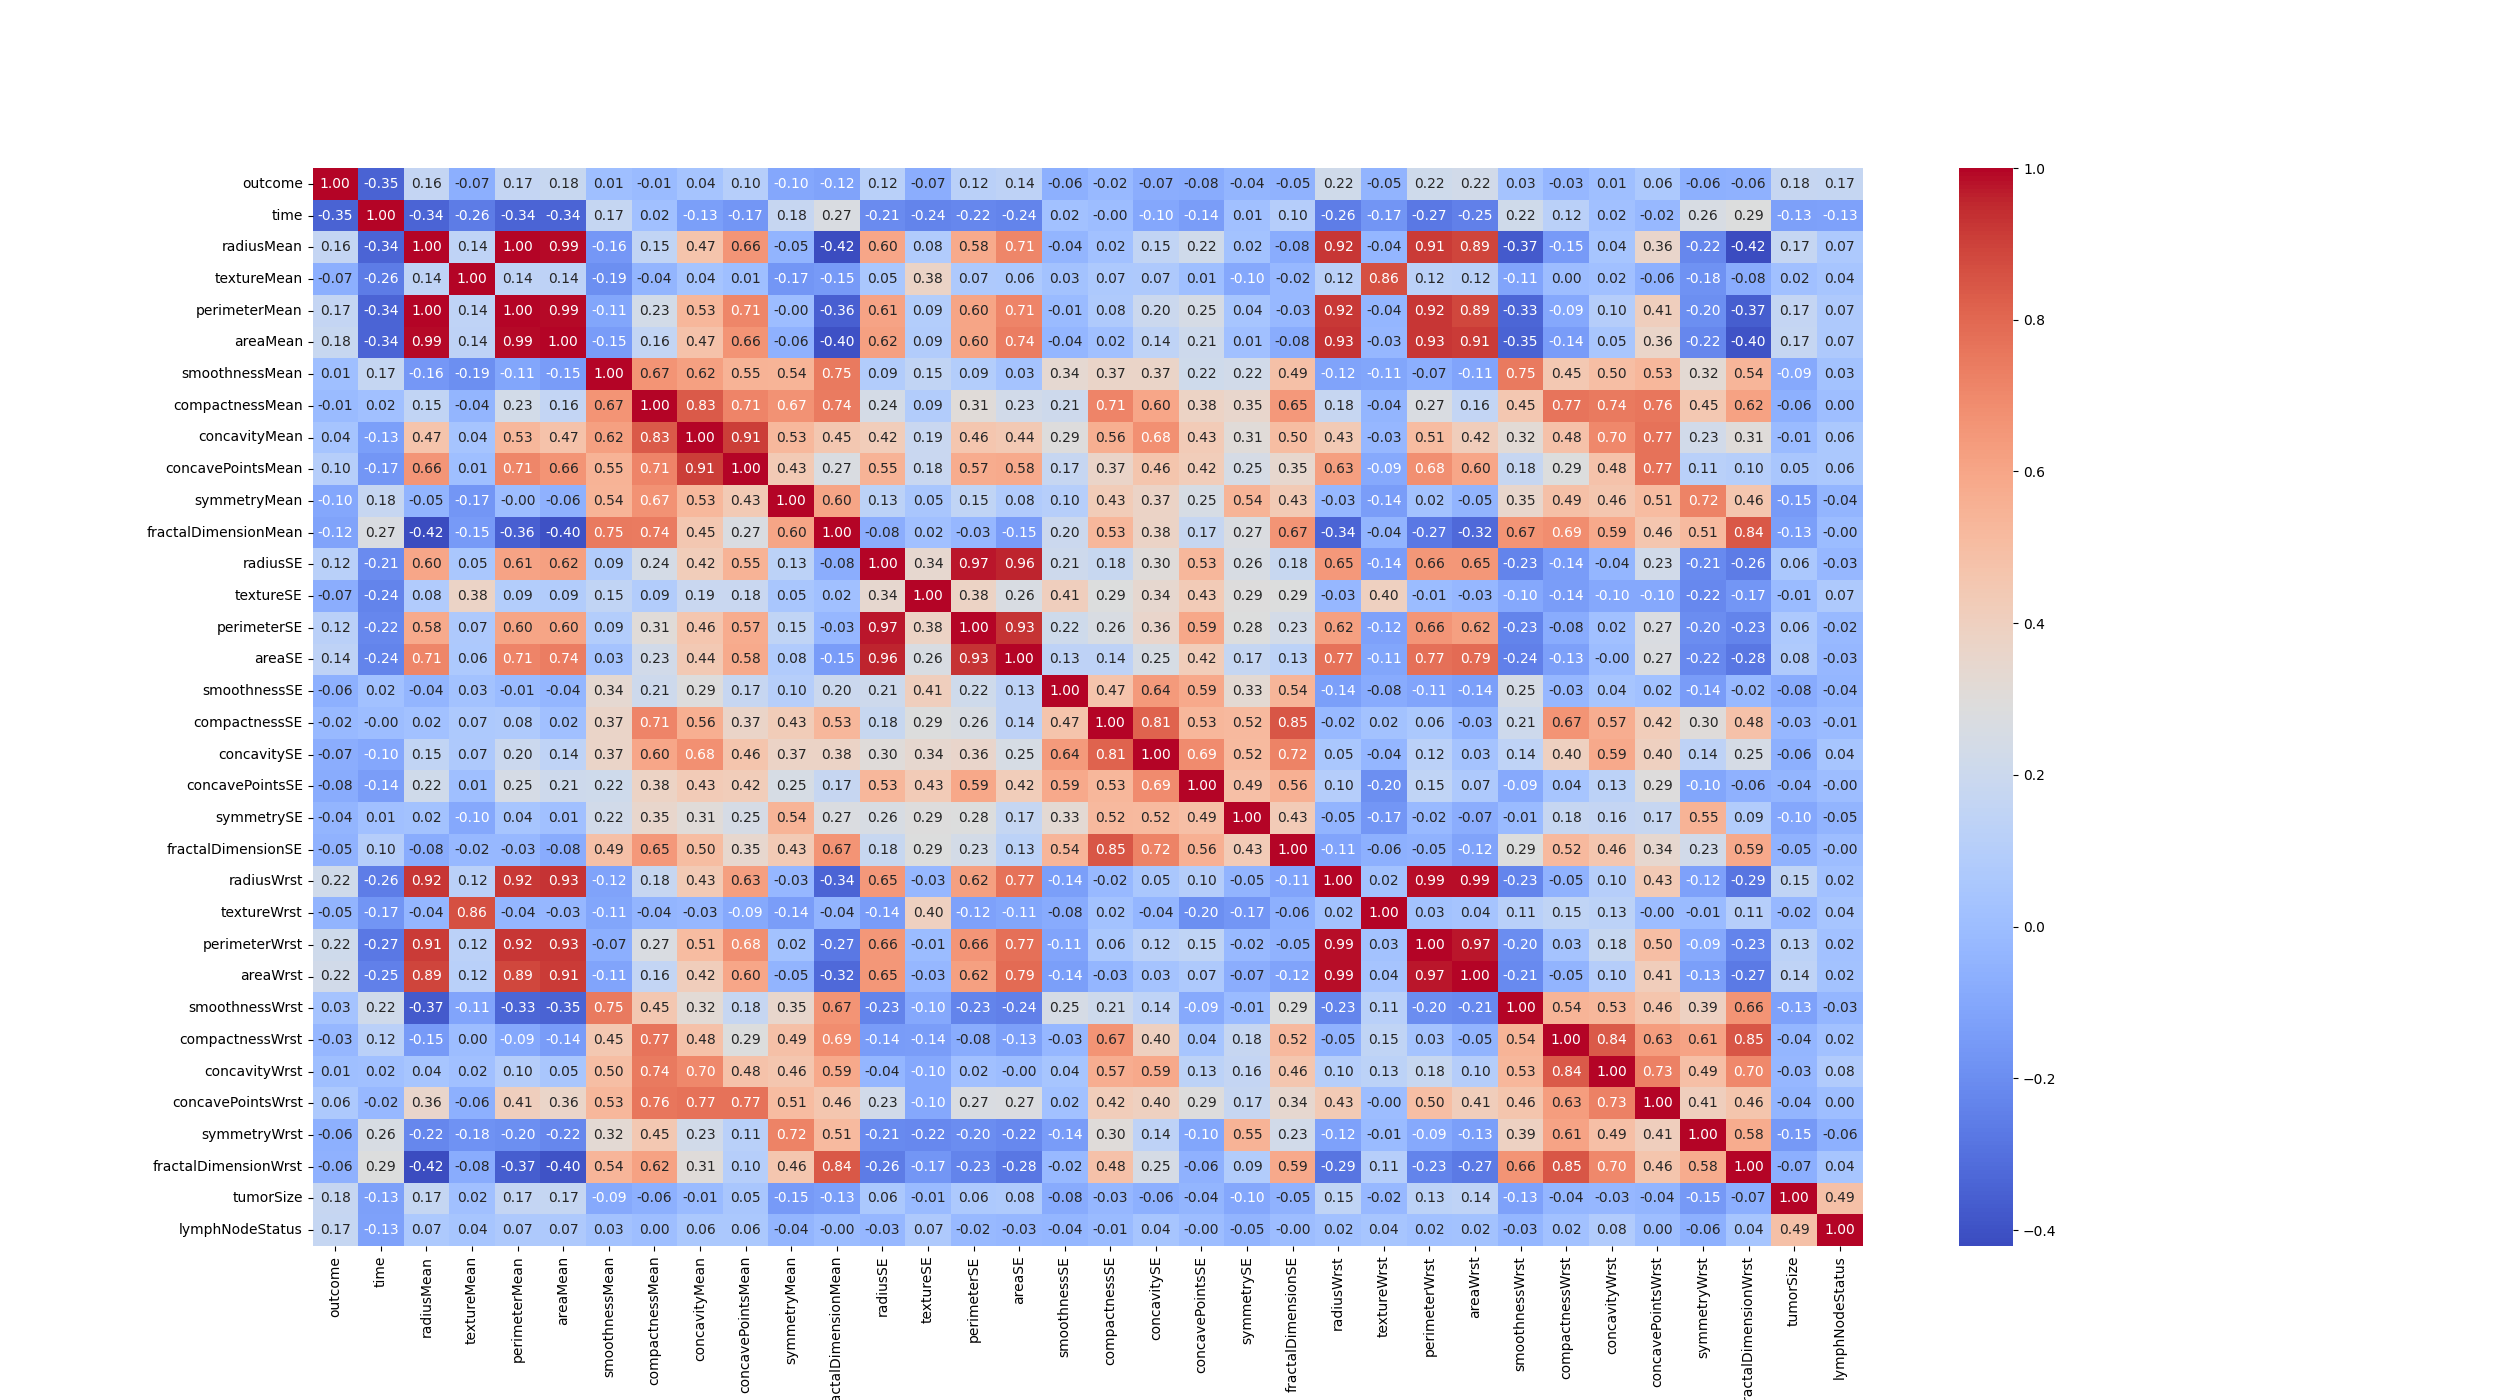 outcome 1.00 -0.35 0.16 -0.07 0.17 0.18 0.01 -0.01 0.04 0.10 -0.10 -0.12 0.12 -0.07 0.12 0.14 -0.06 -0.02 -0.07 -0.08 -0.04 -0.05 0.22 -0.05 0.22 0.22 0.03 -0.03 0.01 0.06 -0.06 -0.06 0.18 0.17 1.0
time -0.35 1.00 -0.34 -0.26 -0.34 -0.34 0.17 0.02 -0.13 -0.17 0.18 0.27 -0.21 -0.24 -0.22 -0.24 0.02 -0.00 -0.10 -0.14 0.01 0.10 -0.26 -0.17 -0.27 -0.25 0.22 0.12 0.02 -0.02 0.26 0.29 -0.13 -0.13
radiusMean 0.16 -0.34 1.00 0.14 1.00 0.99 -0.16 0.15 0.47 0.66 -0.05 -0.42 0.60 0.08 0.58 0.71 -0.04 0.02 0.15 0.22 0.02 -0.08 0.92 -0.04 0.91 0.89 -0.37 -0.15 0.04 0.36 -0.22 -0.42 0.17 0.07
textureMean -0.07 -0.26 0.14 1.00 0.14 0.14 -0.19 -0.04 0.04 0.01 -0.17 -0.15 0.05 0.38 0.07 0.06 0.03 0.07 0.07 0.01 -0.10 -0.02 0.12 0.86 0.12 0.12 -0.11 0.00 0.02 -0.06 -0.18 -0.08 0.02 0.04
perimeterMean 0.17 -0.34 1.00 0.14 1.00 0.99 -0.11 0.23 0.53 0.71 -0.00 -0.36 0.61 0.09 0.60 0.71 -0.01 0.08 0.20 0.25 0.04 -0.03 0.92 -0.04 0.92 0.89 -0.33 -0.09 0.10 0.41 -0.20 -0.37 0.17 0.07 0.8
areaMean 0.18 -0.34 0.99 0.14 0.99 1.00 -0.15 0.16 0.47 0.66 -0.06 -0.40 0.62 0.09 0.60 0.74 -0.04 0.02 0.14 0.21 0.01 -0.08 0.93 -0.03 0.93 0.91 -0.35 -0.14 0.05 0.36 -0.22 -0.40 0.17 0.07
smoothnessMean 0.01 0.17 -0.16 -0.19 -0.11 -0.15 1.00 0.67 0.62 0.55 0.54 0.75 0.09 0.15 0.09 0.03 0.34 0.37 0.37 0.22 0.22 0.49 -0.12 -0.11 -0.07 -0.11 0.75 0.45 0.50 0.53 0.32 0.54 -0.09 0.03
compactnessMean -0.01 0.02 0.15 -0.04 0.23 0.16 0.67 1.00 0.83 0.71 0.67 0.74 0.24 0.09 0.31 0.23 0.21 0.71 0.60 0.38 0.35 0.65 0.18 -0.04 0.27 0.16 0.45 0.77 0.74 0.76 0.45 0.62 -0.06 0.00
concavityMean 0.04 -0.13 0.47 0.04 0.53 0.47 0.62 0.83 1.00 0.91 0.53 0.45 0.42 0.19 0.46 0.44 0.29 0.56 0.68 0.43 0.31 0.50 0.43 -0.03 0.51 0.42 0.32 0.48 0.70 0.77 0.23 0.31 -0.01 0.06
concavePointsMean 0.10 -0.17 0.66 0.01 0.71 0.66 0.55 0.71 0.91 1.00 0.43 0.27 0.55 0.18 0.57 0.58 0.17 0.37 0.46 0.42 0.25 0.35 0.63 -0.09 0.68 0.60 0.18 0.29 0.48 0.77 0.11 0.10 0.05 0.06 0.6
symmetryMean -0.10 0.18 -0.05 -0.17 -0.00 -0.06 0.54 0.67 0.53 0.43 1.00 0.60 0.13 0.05 0.15 0.08 0.10 0.43 0.37 0.25 0.54 0.43 -0.03 -0.14 0.02 -0.05 0.35 0.49 0.46 0.51 0.72 0.46 -0.15 -0.04
fractalDimensionMean -0.12 0.27 -0.42 -0.15 -0.36 -0.40 0.75 0.74 0.45 0.27 0.60 1.00 -0.08 0.02 -0.03 -0.15 0.20 0.53 0.38 0.17 0.27 0.67 -0.34 -0.04 -0.27 -0.32 0.67 0.69 0.59 0.46 0.51 0.84 -0.13 -0.00
radiusSE 0.12 -0.21 0.60 0.05 0.61 0.62 0.09 0.24 0.42 0.55 0.13 -0.08 1.00 0.34 0.97 0.96 0.21 0.18 0.30 0.53 0.26 0.18 0.65 -0.14 0.66 0.65 -0.23 -0.14 -0.04 0.23 -0.21 -0.26 0.06 -0.03
textureSE -0.07 -0.24 0.08 0.38 0.09 0.09 0.15 0.09 0.19 0.18 0.05 0.02 0.34 1.00 0.38 0.26 0.41 0.29 0.34 0.43 0.29 0.29 -0.03 0.40 -0.01 -0.03 -0.10 -0.14 -0.10 -0.10 -0.22 -0.17 -0.01 0.07
perimeterSE 0.12 -0.22 0.58 0.07 0.60 0.60 0.09 0.31 0.46 0.57 0.15 -0.03 0.97 0.38 1.00 0.93 0.22 0.26 0.36 0.59 0.28 0.23 0.62 -0.12 0.66 0.62 -0.23 -0.08 0.02 0.27 -0.20 -0.23 0.06 -0.02 0.4
areaSE 0.14 -0.24 0.71 0.06 0.71 0.74 0.03 0.23 0.44 0.58 0.08 -0.15 0.96 0.26 0.93 1.00 0.13 0.14 0.25 0.42 0.17 0.13 0.77 -0.11 0.77 0.79 -0.24 -0.13 -0.00 0.27 -0.22 -0.28 0.08 -0.03
smoothnessSE -0.06 0.02 -0.04 0.03 -0.01 -0.04 0.34 0.21 0.29 0.17 0.10 0.20 0.21 0.41 0.22 0.13 1.00 0.47 0.64 0.59 0.33 0.54 -0.14 -0.08 -0.11 -0.14 0.25 -0.03 0.04 0.02 -0.14 -0.02 -0.08 -0.04
compactnessSE -0.02 -0.00 0.02 0.07 0.08 0.02 0.37 0.71 0.56 0.37 0.43 0.53 0.18 0.29 0.26 0.14 0.47 1.00 0.81 0.53 0.52 0.85 -0.02 0.02 0.06 -0.03 0.21 0.67 0.57 0.42 0.30 0.48 -0.03 -0.01
concavitySE -0.07 -0.10 0.15 0.07 0.20 0.14 0.37 0.60 0.68 0.46 0.37 0.38 0.30 0.34 0.36 0.25 0.64 0.81 1.00 0.69 0.52 0.72 0.05 -0.04 0.12 0.03 0.14 0.40 0.59 0.40 0.14 0.25 -0.06 0.04 0.2
concavePointsSE -0.08 -0.14 0.22 0.01 0.25 0.21 0.22 0.38 0.43 0.42 0.25 0.17 0.53 0.43 0.59 0.42 0.59 0.53 0.69 1.00 0.49 0.56 0.10 -0.20 0.15 0.07 -0.09 0.04 0.13 0.29 -0.10 -0.06 -0.04 -0.00
symmetrySE -0.04 0.01 0.02 -0.10 0.04 0.01 0.22 0.35 0.31 0.25 0.54 0.27 0.26 0.29 0.28 0.17 0.33 0.52 0.52 0.49 1.00 0.43 -0.05 -0.17 -0.02 -0.07 -0.01 0.18 0.16 0.17 0.55 0.09 -0.10 -0.05
fractalDimensionSE -0.05 0.10 -0.08 -0.02 -0.03 -0.08 0.49 0.65 0.50 0.35 0.43 0.67 0.18 0.29 0.23 0.13 0.54 0.85 0.72 0.56 0.43 1.00 -0.11 -0.06 -0.05 -0.12 0.29 0.52 0.46 0.34 0.23 0.59 -0.05 -0.00
radiusWrst 0.22 -0.26 0.92 0.12 0.92 0.93 -0.12 0.18 0.43 0.63 -0.03 -0.34 0.65 -0.03 0.62 0.77 -0.14 -0.02 0.05 0.10 -0.05 -0.11 1.00 0.02 0.99 0.99 -0.23 -0.05 0.10 0.43 -0.12 -0.29 0.15 0.02
textureWrst -0.05 -0.17 -0.04 0.86 -0.04 -0.03 -0.11 -0.04 -0.03 -0.09 -0.14 -0.04 -0.14 0.40 -0.12 -0.11 -0.08 0.02 -0.04 -0.20 -0.17 -0.06 0.02 1.00 0.03 0.04 0.11 0.15 0.13 -0.00 -0.01 0.11 -0.02 0.04 0.0
perimeterWrst 0.22 -0.27 0.91 0.12 0.92 0.93 -0.07 0.27 0.51 0.68 0.02 -0.27 0.66 -0.01 0.66 0.77 -0.11 0.06 0.12 0.15 -0.02 -0.05 0.99 0.03 1.00 0.97 -0.20 0.03 0.18 0.50 -0.09 -0.23 0.13 0.02
areaWrst 0.22 -0.25 0.89 0.12 0.89 0.91 -0.11 0.16 0.42 0.60 -0.05 -0.32 0.65 -0.03 0.62 0.79 -0.14 -0.03 0.03 0.07 -0.07 -0.12 0.99 0.04 0.97 1.00 -0.21 -0.05 0.10 0.41 -0.13 -0.27 0.14 0.02
smoothnessWrst 0.03 0.22 -0.37 -0.11 -0.33 -0.35 0.75 0.45 0.32 0.18 0.35 0.67 -0.23 -0.10 -0.23 -0.24 0.25 0.21 0.14 -0.09 -0.01 0.29 -0.23 0.11 -0.20 -0.21 1.00 0.54 0.53 0.46 0.39 0.66 -0.13 -0.03
compactnessWrst -0.03 0.12 -0.15 0.00 -0.09 -0.14 0.45 0.77 0.48 0.29 0.49 0.69 -0.14 -0.14 -0.08 -0.13 -0.03 0.67 0.40 0.04 0.18 0.52 -0.05 0.15 0.03 -0.05 0.54 1.00 0.84 0.63 0.61 0.85 -0.04 0.02
concavityWrst 0.01 0.02 0.04 0.02 0.10 0.05 0.50 0.74 0.70 0.48 0.46 0.59 -0.04 -0.10 0.02 -0.00 0.04 0.57 0.59 0.13 0.16 0.46 0.10 0.13 0.18 0.10 0.53 0.84 1.00 0.73 0.49 0.70 -0.03 0.08 −0.2
concavePointsWrst 0.06 -0.02 0.36 -0.06 0.41 0.36 0.53 0.76 0.77 0.77 0.51 0.46 0.23 -0.10 0.27 0.27 0.02 0.42 0.40 0.29 0.17 0.34 0.43 -0.00 0.50 0.41 0.46 0.63 0.73 1.00 0.41 0.46 -0.04 0.00
symmetryWrst -0.06 0.26 -0.22 -0.18 -0.20 -0.22 0.32 0.45 0.23 0.11 0.72 0.51 -0.21 -0.22 -0.20 -0.22 -0.14 0.30 0.14 -0.10 0.55 0.23 -0.12 -0.01 -0.09 -0.13 0.39 0.61 0.49 0.41 1.00 0.58 -0.15 -0.06
fractalDimensionWrst -0.06 0.29 -0.42 -0.08 -0.37 -0.40 0.54 0.62 0.31 0.10 0.46 0.84 -0.26 -0.17 -0.23 -0.28 -0.02 0.48 0.25 -0.06 0.09 0.59 -0.29 0.11 -0.23 -0.27 0.66 0.85 0.70 0.46 0.58 1.00 -0.07 0.04
tumorSize 0.18 -0.13 0.17 0.02 0.17 0.17 -0.09 -0.06 -0.01 0.05 -0.15 -0.13 0.06 -0.01 0.06 0.08 -0.08 -0.03 -0.06 -0.04 -0.10 -0.05 0.15 -0.02 0.13 0.14 -0.13 -0.04 -0.03 -0.04 -0.15 -0.07 1.00 0.49
lymphNodeStatus 0.17 -0.13 0.07 0.04 0.07 0.07 0.03 0.00 0.06 0.06 -0.04 -0.00 -0.03 0.07 -0.02 -0.03 -0.04 -0.01 0.04 -0.00 -0.05 -0.00 0.02 0.04 0.02 0.02 -0.03 0.02 0.08 0.00 -0.06 0.04 0.49 1.00 −0.4
outcome
time
radiusMean
textureMean
perimeterMean
areaMean
smoothnessMean
compactnessMean
concavityMean
concavePointsMean
symmetryMean
actalDimensionMean
radiusSE
textureSE
perimeterSE
areaSE
smoothnessSE
compactnessSE
concavitySE
concavePointsSE
symmetrySE
fractalDimensionSE
radiusWrst
textureWrst
perimeterWrst
areaWrst
smoothnessWrst
compactnessWrst
concavityWrst
concavePointsWrst
symmetryWrst
ractalDimensionWrst
tumorSize
lymphNodeStatus